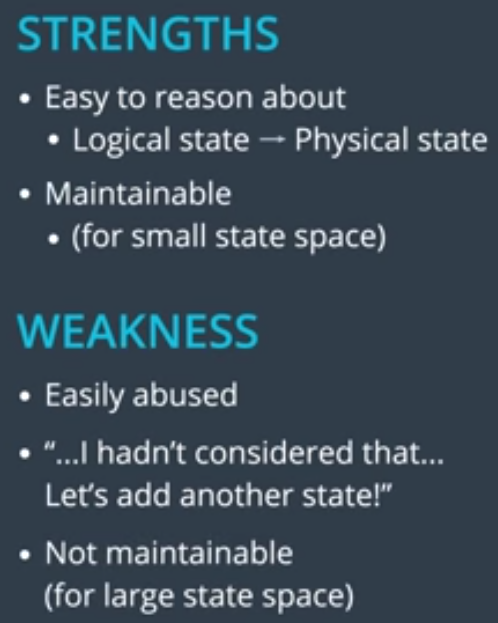 STRENGTHS
• Easy to reason about
• Logical state → Physical state
• Maintainable
• (for small state space)
WEAKNESS
• Easily abused
• “...I hadn’t considered that...
Let’s add another state!”
• Not maintainable
(for large state space)